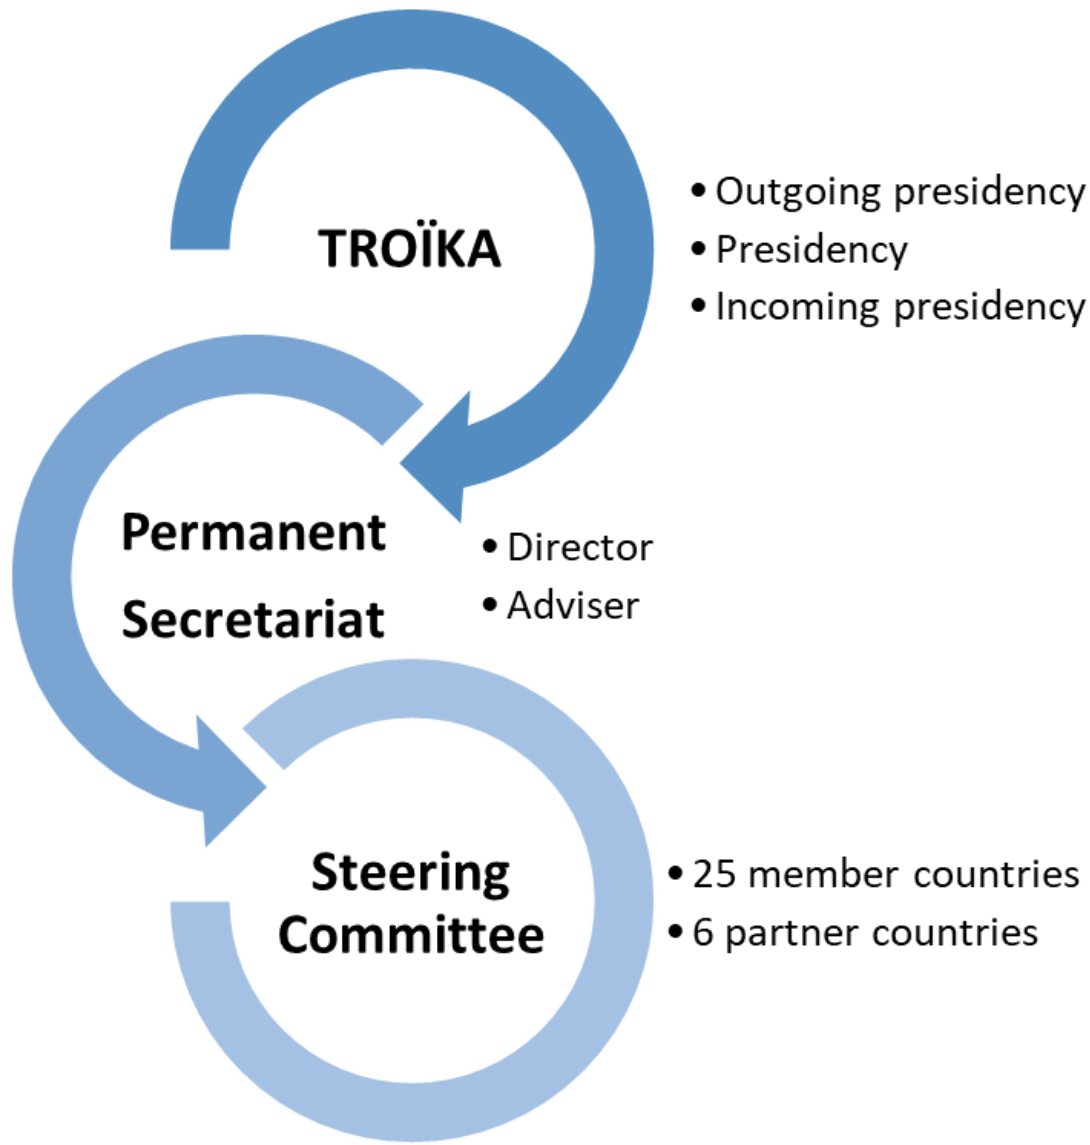 TROÏKA
• Outgoing presidency
• Presidency
• Incoming presidency
Permanent
Secretariat
• Director
• Adviser
Steering
Committee
• 25 member countries
• 6 partner countries